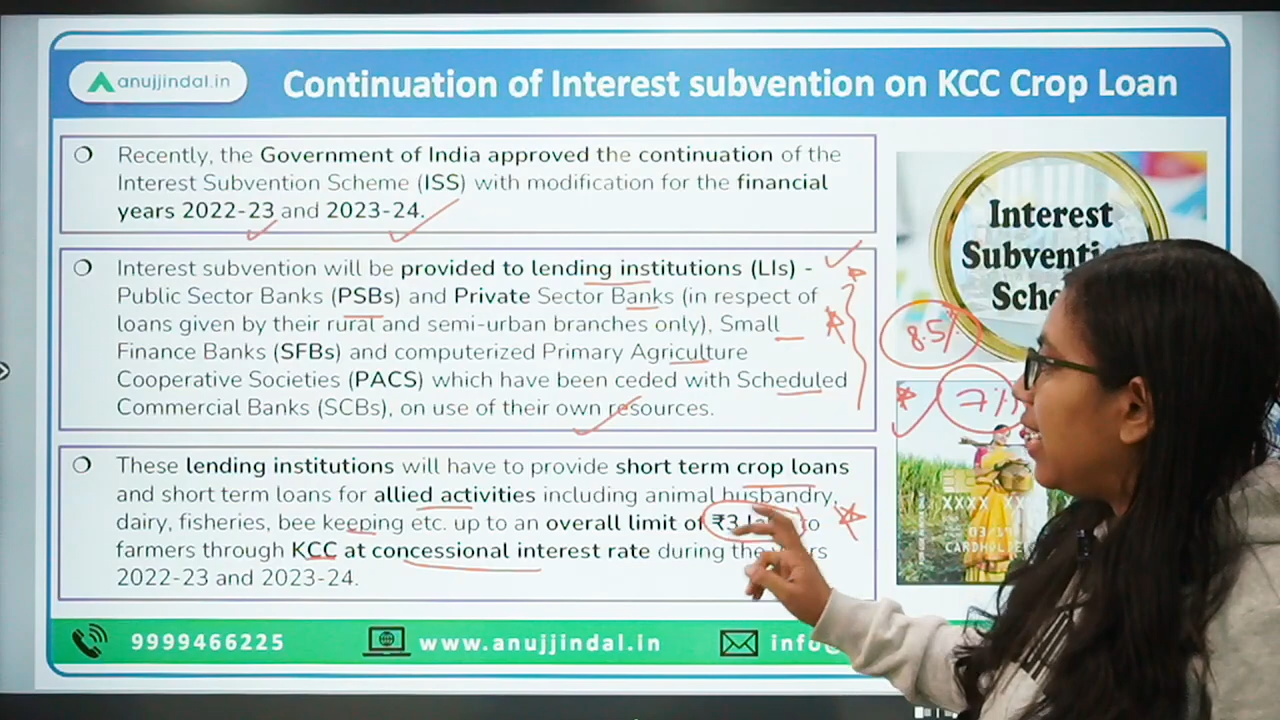 anujjindal.in
Continuation of Interest subvention on KCC Crop Loan
Recently, the Government of India approved the continuation of the
Interest Subvention Scheme (ISS) with modification for the financial
years 2022-23 and 2023-24.
Interest subvention will be provided to lending institutions (LIs) -
Public Sector Banks (PSBs) and Private Sector Banks (in respect of
loans given by their rural and semi-urban branches only), Small
Finance Banks (SFBs) and computerized Primary Agriculture
Cooperative Societies (PACS) which have been ceded with Scheduled
Commercial Banks (SCBs), on use of their own resources.
These lending institutions will have to provide short term crop loans
and short term loans for allied activities including animal husbandry,
dairy, fisheries, bee keeping etc. up to an overall limit of ₹3 to
farmers through KCC at concessional interest rate during the
2022-23 and 2023-24.
Interest
8.5%
XXXX XX
9999466225
www.anujjindal.in